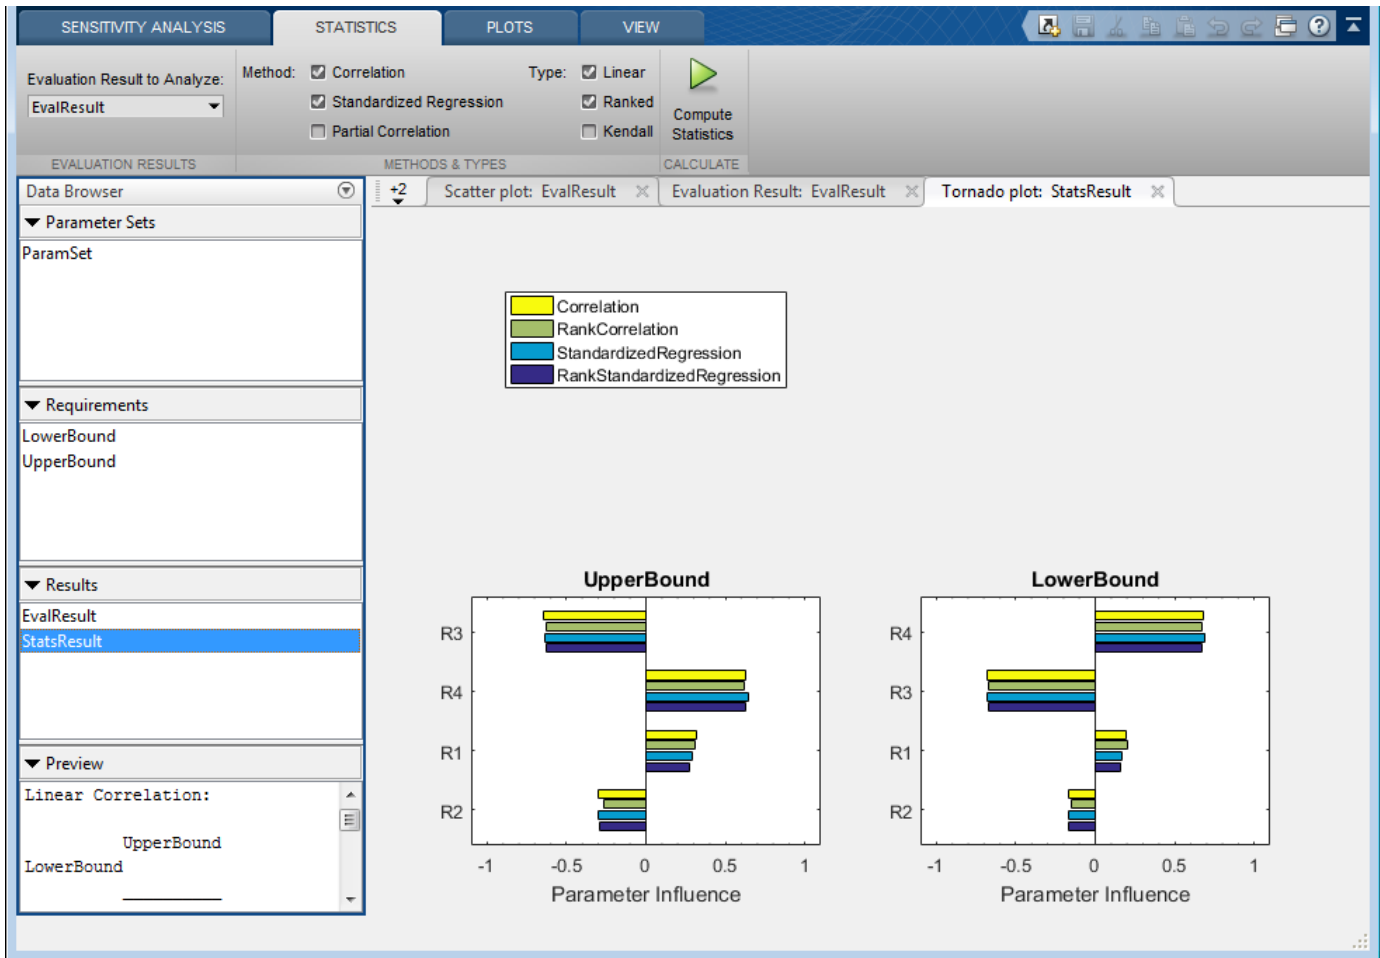 SENSITIVITY ANALYSIS STATISTICS PLOTS VIEW
Evaluation Result to Analyze:
EvalResult
Method: Correlation Type: Linear
Standardized Regression Ranked
Partial Correlation Kendall
Compute
Statistics
EVALUATION RESULTS METHODS & TYPES CALCULATE
Data Browser
+2 Scatter plot: EvalResult Evaluation Result: EvalResult Tornado plot: StatsResult
Parameter Sets
ParamSet
Requirements
LowerBound
UpperBound
Results
EvalResult
StatsResult
Preview
Linear Correlation:
UpperBound
LowerBound
Correlation
RankCorrelation
StandardizedRegression
RankStandardizedRegression
UpperBound
R3
R4
R1
R2
-1 -0.5 0 0.5 1
Parameter Influence
LowerBound
R4
R3
R1
R2
-1 -0.5 0 0.5 1
Parameter Influence